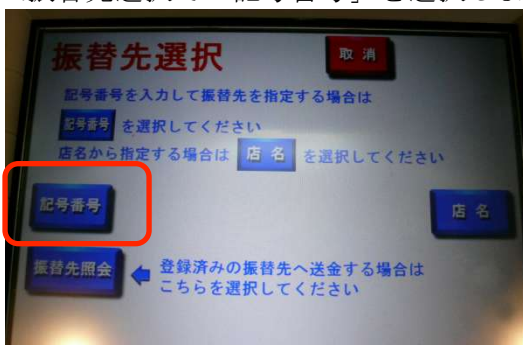 振替先選択
取消
記号番号を入力して振替先を指定する場合は
記号番号 を選択してください
店名から指定する場合は 店名 を選択してください
記号番号
店名
振替先照会
登録済みの振替先へ送金する場合は
こちらを選択してください